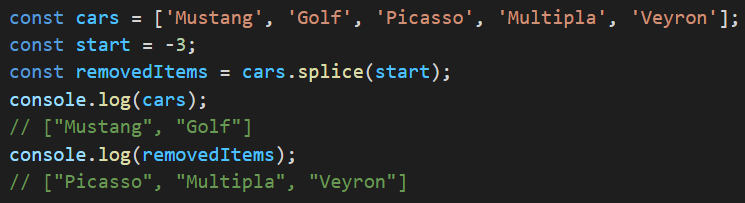 const cars = ['Mustang', 'Golf', 'Picasso', 'Multipla', 'Veyron'];
const start = -3;
const removedItems = cars.splice(start);
console.log(cars);
// ["Mustang", "Golf"]
console.log(removedItems);
// ["Picasso", "Multipla", "Veyron"]